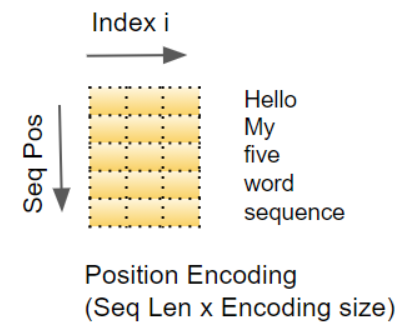 Index i
Seq Pos
Hello
My
five
word
sequence
Position Encoding
(Seq Len x Encoding size)